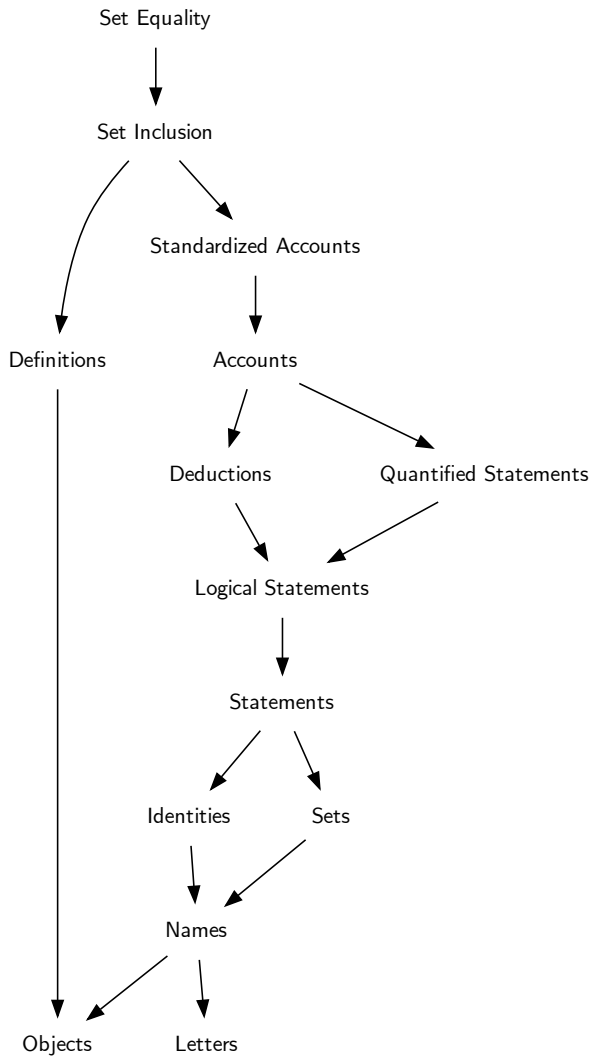 Set Equality
Set Inclusion
Standardized Accounts
Definitions
Accounts
Deductions
Quantified Statements
Logical Statements
Statements
Identities
Sets
Names
Objects
Letters